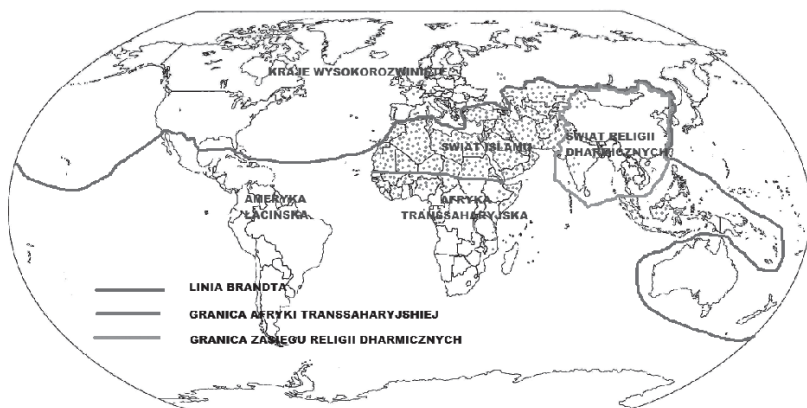 KRAJE WYSOKOROZWINIĘTE
ŚWIAT ISLAMU
ŚWIAT RELIGII
DHARMICZNYCH
AMERYKA
ŁACIŃSKA
AFRYKA
TRANSSAHARYJSKA
LINIA BRANDTA
GRANICA AFRYKI TRANSSAHARYJSHIEJ
GRANICA ZASIĘGU RELIGII DHARMICZNYCH